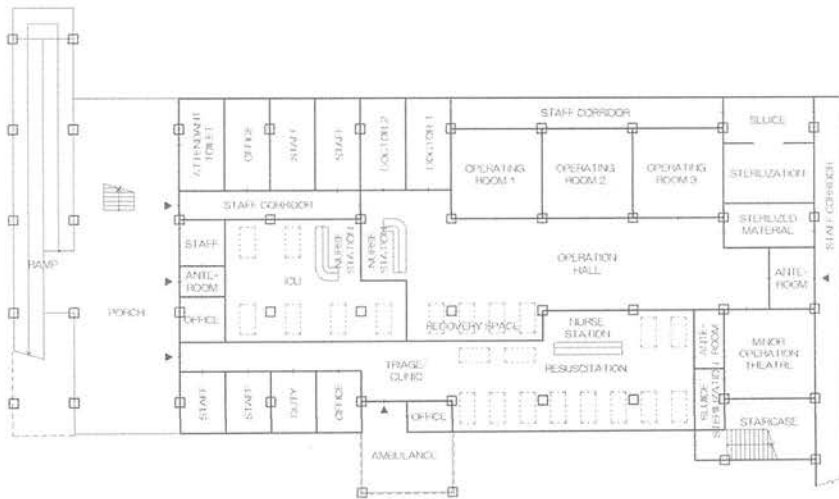 STAFF CORRIDOR
SLUICE
TOILET
OFFICE
STAFF
STAFF
DOCTOR 2
DOCTOR 1
OPERATING
ROOM 1
OPERATING
ROOM 2
OPERATING
ROOM 3
STERILIZATION
STAFF CORRIDOR
STAFF CORRIDOR
STERILIZED
MATERIAL
STAFF
NURSE
STATION
NURSE
STATION
OPERATION
HALL
ANTE-
ROOM
RAMP
ANTE-
ROOM
ICU
PORCH
OFFICE
RECOVERY SPACE
NURSE
STATION
ANTE-
ROOM
MINOR
OPERATION
THEATRE
TRIAGE/
CLINIC
RESUSCITATION
STAFF
STAFF
DUTY
OFFICE
OFFICE
SLUICE
STERILIZATION
STAIRCASE
AMBULANCE